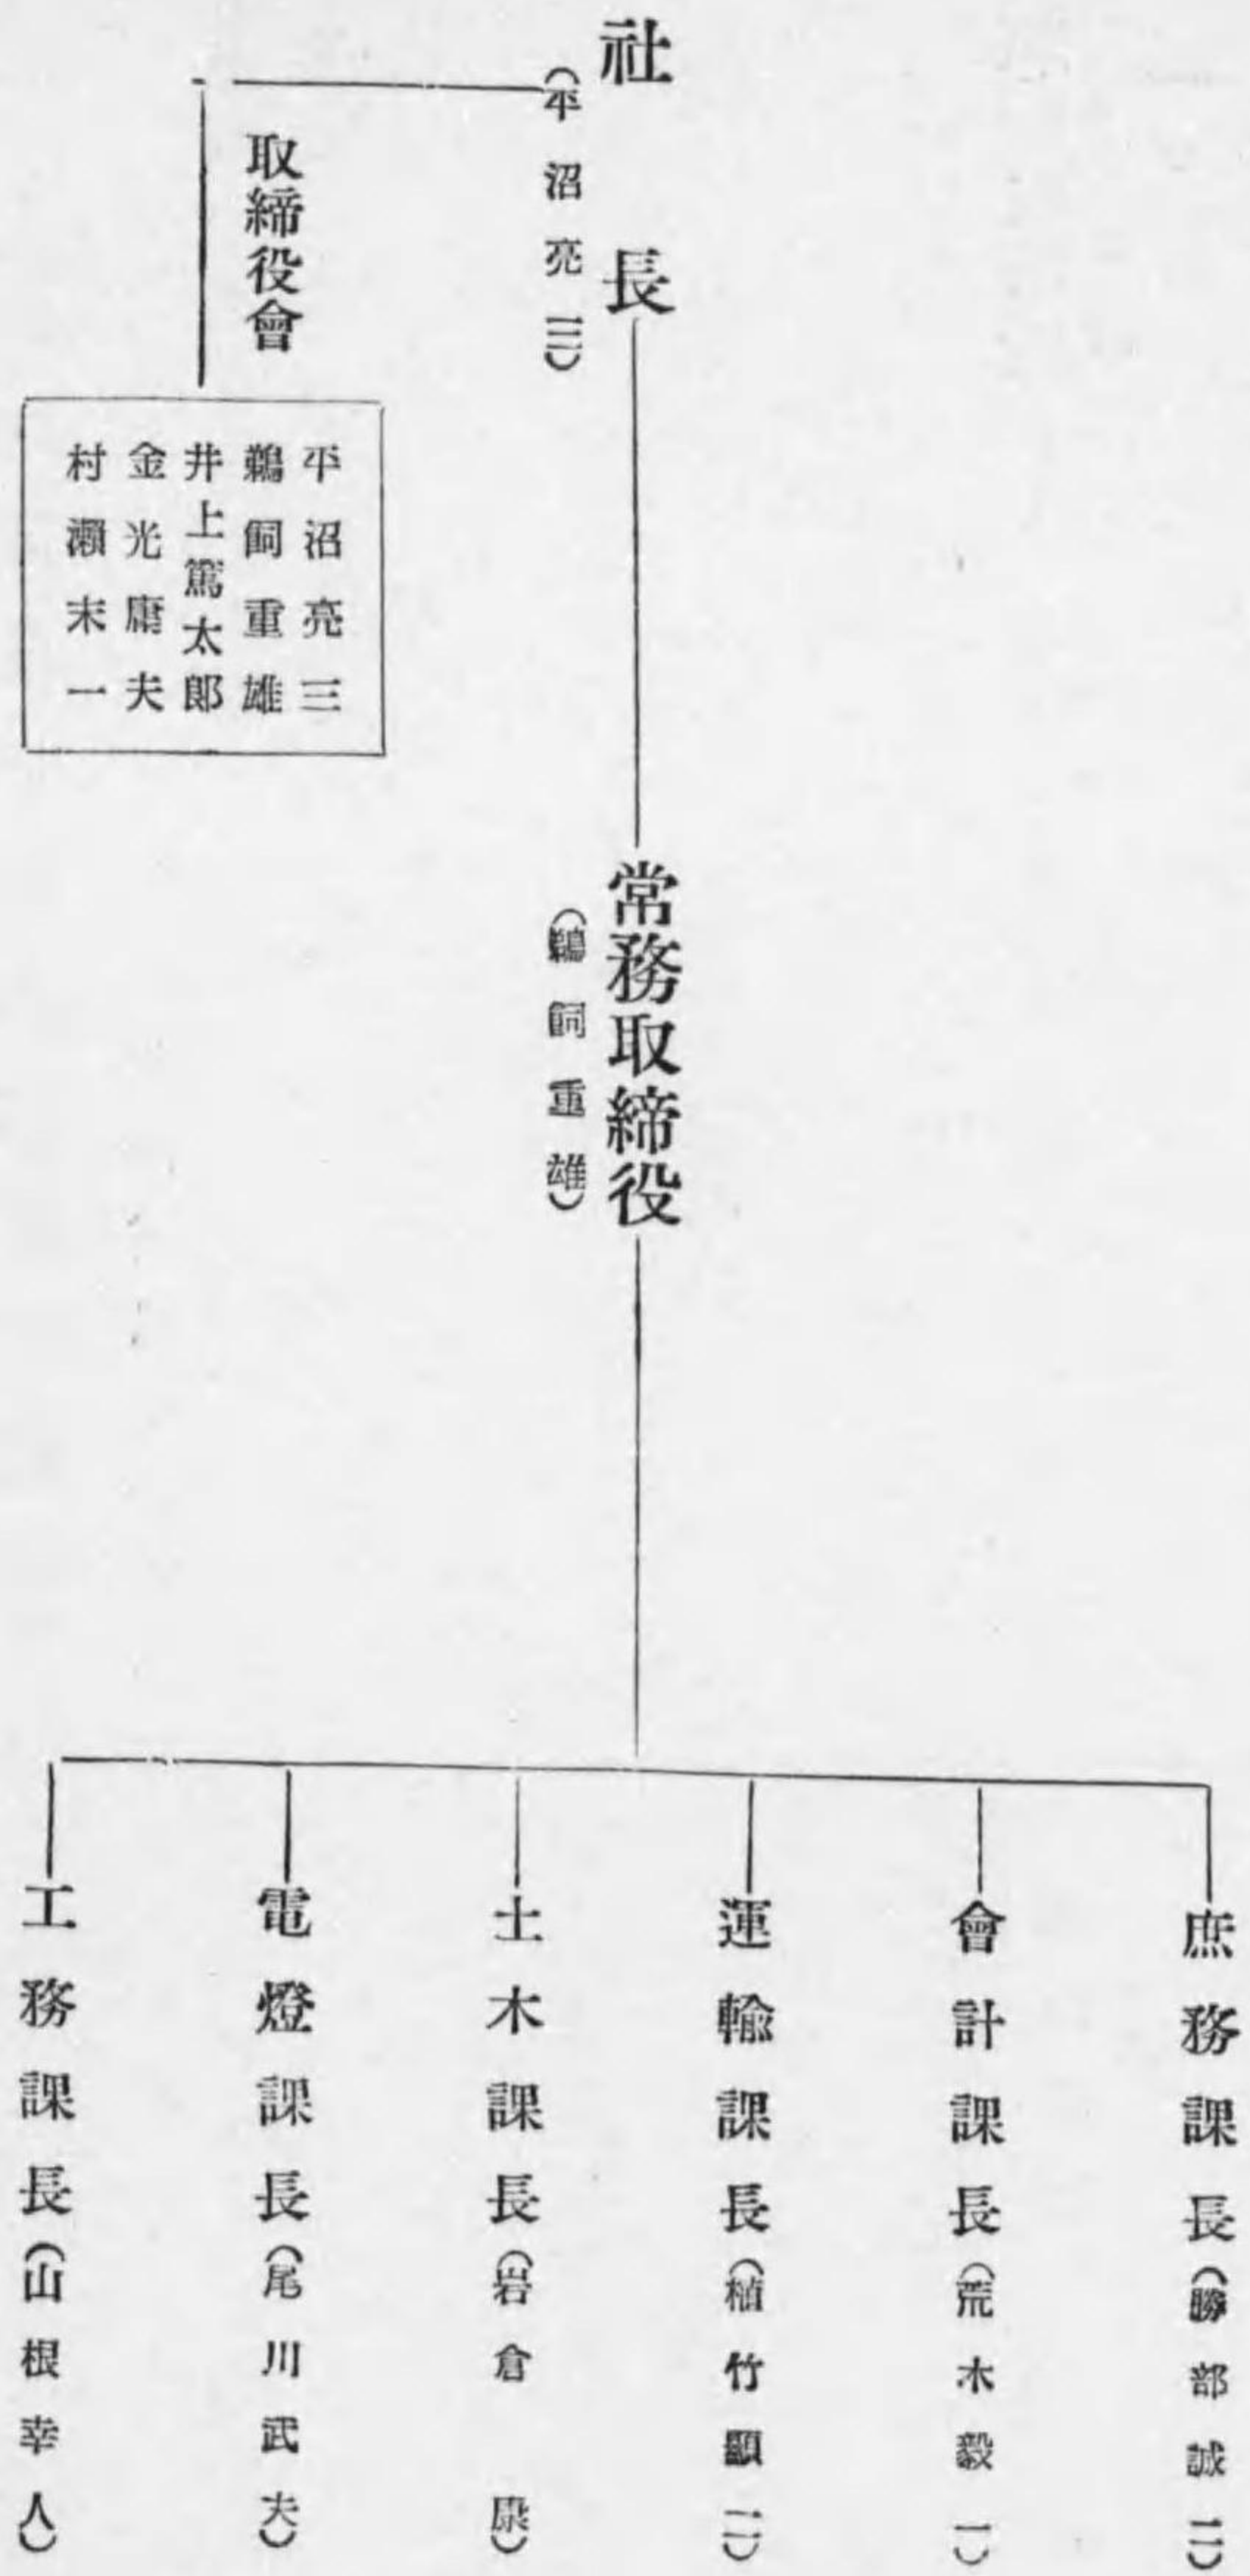 社長
（平沼亮三）
取締役會
平沼亮三
鵜飼重雄
井上篤太郎
金光庸夫
村瀨末一
常務取締役
（鵜飼重雄）
庶務課長（勝部誠二）
會計課長（荒木毅一）
運輸課長（植竹顯二）
土木課長（岩倉 康）
電燈課長（尾川武夫）
工務課長（山根幸人）